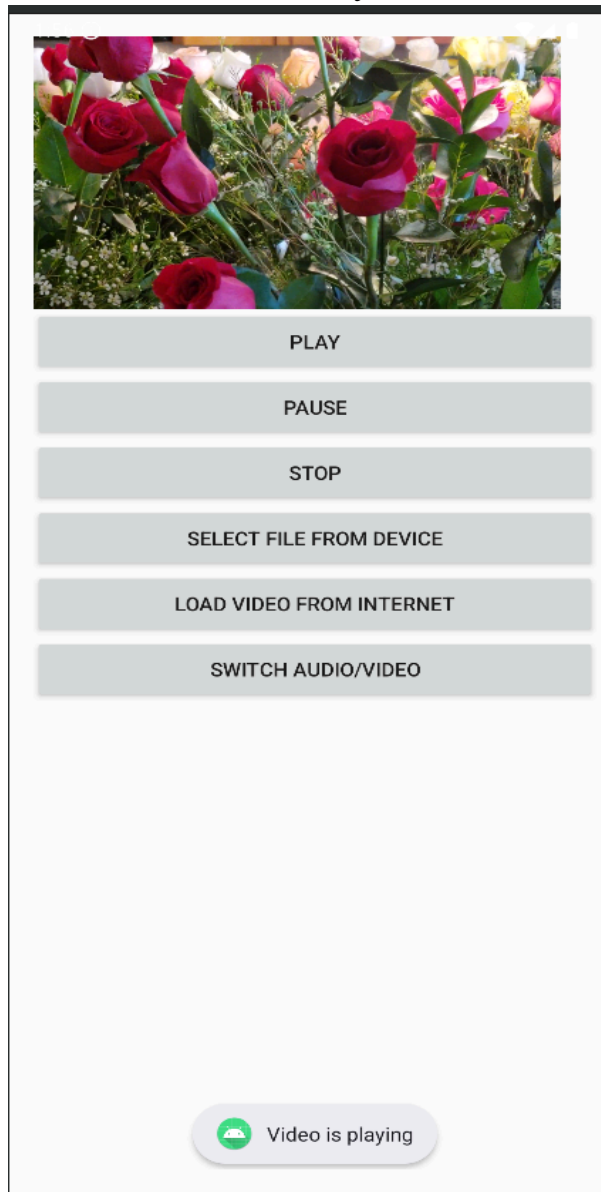 PLAY
PAUSE
STOP
SELECT FILE FROM DEVICE
LOAD VIDEO FROM INTERNET
SWITCH AUDIO/VIDEO
Video is playing